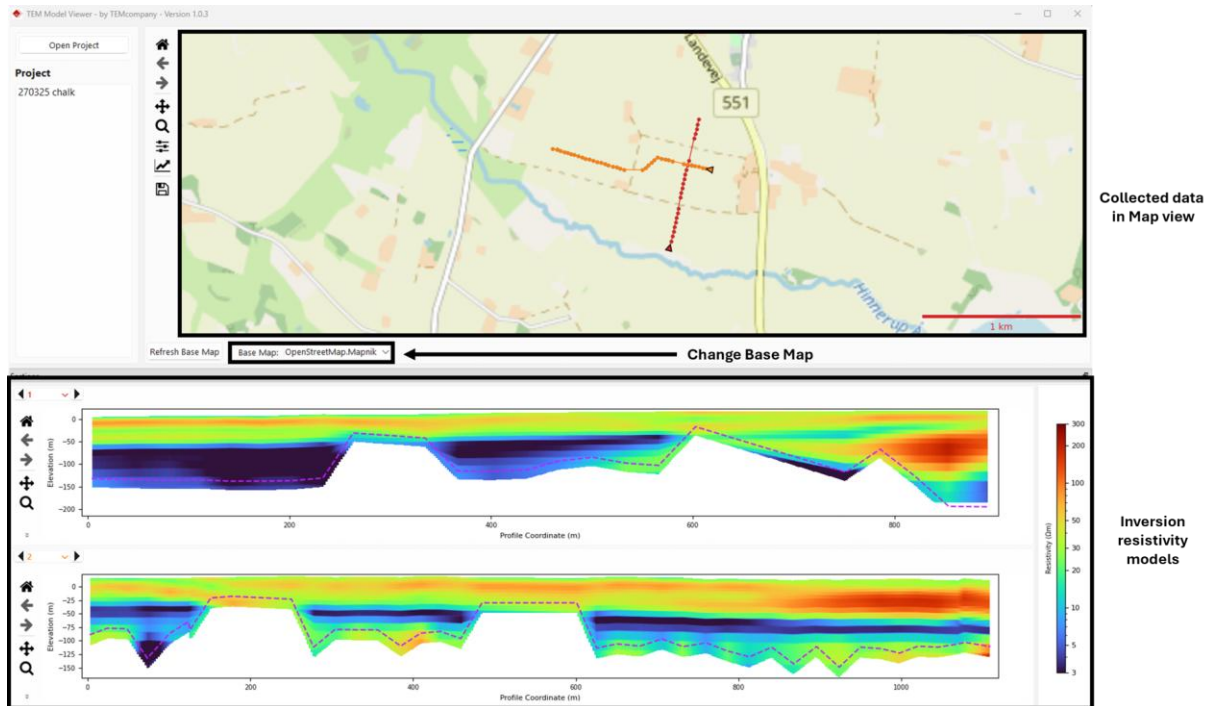 TEM Model Viewer - by TEMcompany - Version 1.0.3
Open Project
Project
270325 chalk
Landevej
551
Hinnerup Å
1 km
Collected data
in Map view
Refresh Base Map
Base Map: OpenStreetMap.Mapnik
Change Base Map
1
Elevation (m)
0
−50
−100
−150
−200
0
200
400
600
800
Profile Coordinate (m)
2
Elevation (m)
0
−25
−50
−75
−100
−125
−150
0
200
400
600
800
1000
Profile Coordinate (m)
Resistivity (Ωm)
300
200
100
50
30
20
10
5
3
Inversion
resistivity
models